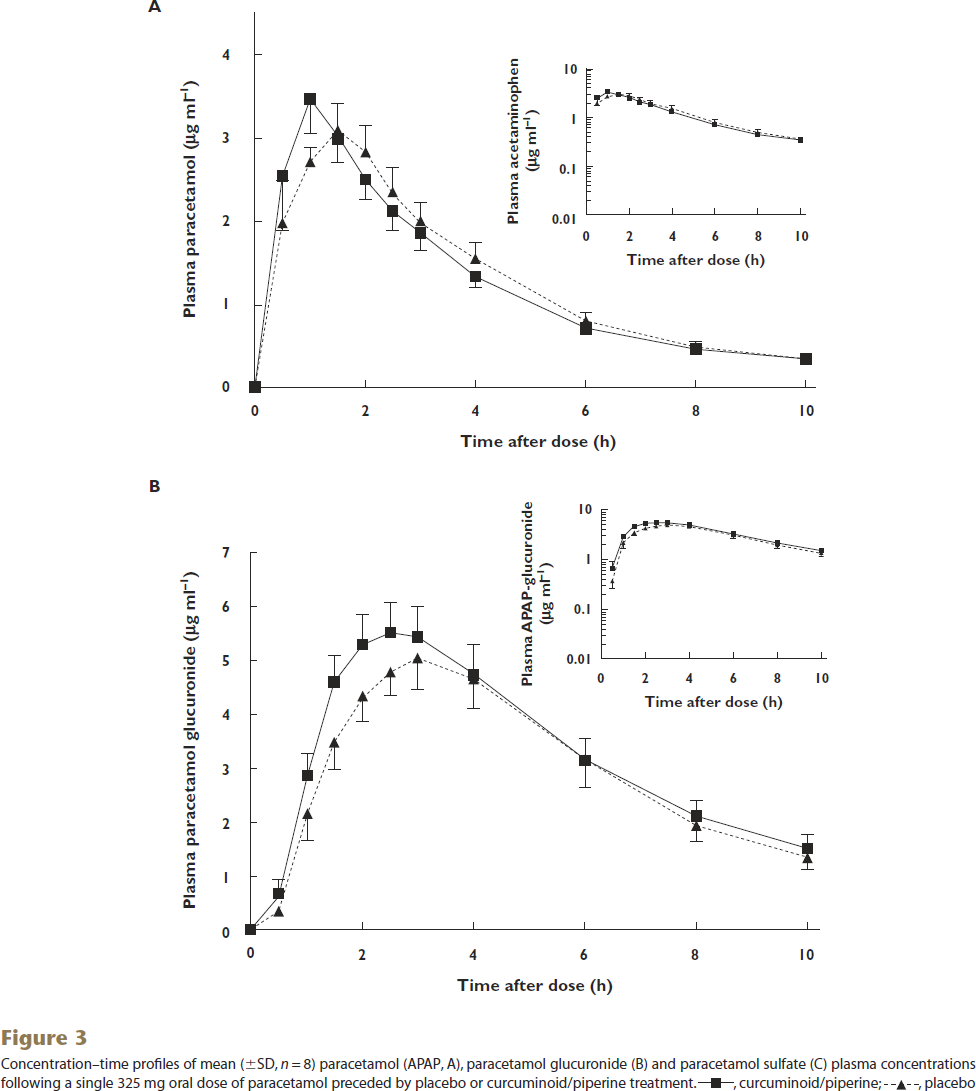 A
4
3
2
1
0
Plasma paracetamol (μg ml⁻¹)
0 2 4 6 8 10
Time after dose (h)
10
1
0.1
0.01
Plasma acetaminophen
(μg ml⁻¹)
0 2 4 6 8 10
Time after dose (h)
B
7
6
5
4
3
2
1
0
Plasma paracetamol glucuronide (μg ml⁻¹)
0 2 4 6 8 10
Time after dose (h)
10
1
0.1
0.01
Plasma APAP-glucuronide
(μg ml⁻¹)
0 2 4 6 8 10
Time after dose (h)
Figure 3
Concentration–time profiles of mean (±SD, n = 8) paracetamol (APAP, A), paracetamol glucuronide (B) and paracetamol sulfate (C) plasma concentrations
following a single 325 mg oral dose of paracetamol preceded by placebo or curcuminoid/piperine treatment. , curcuminoid/piperine; , placebo